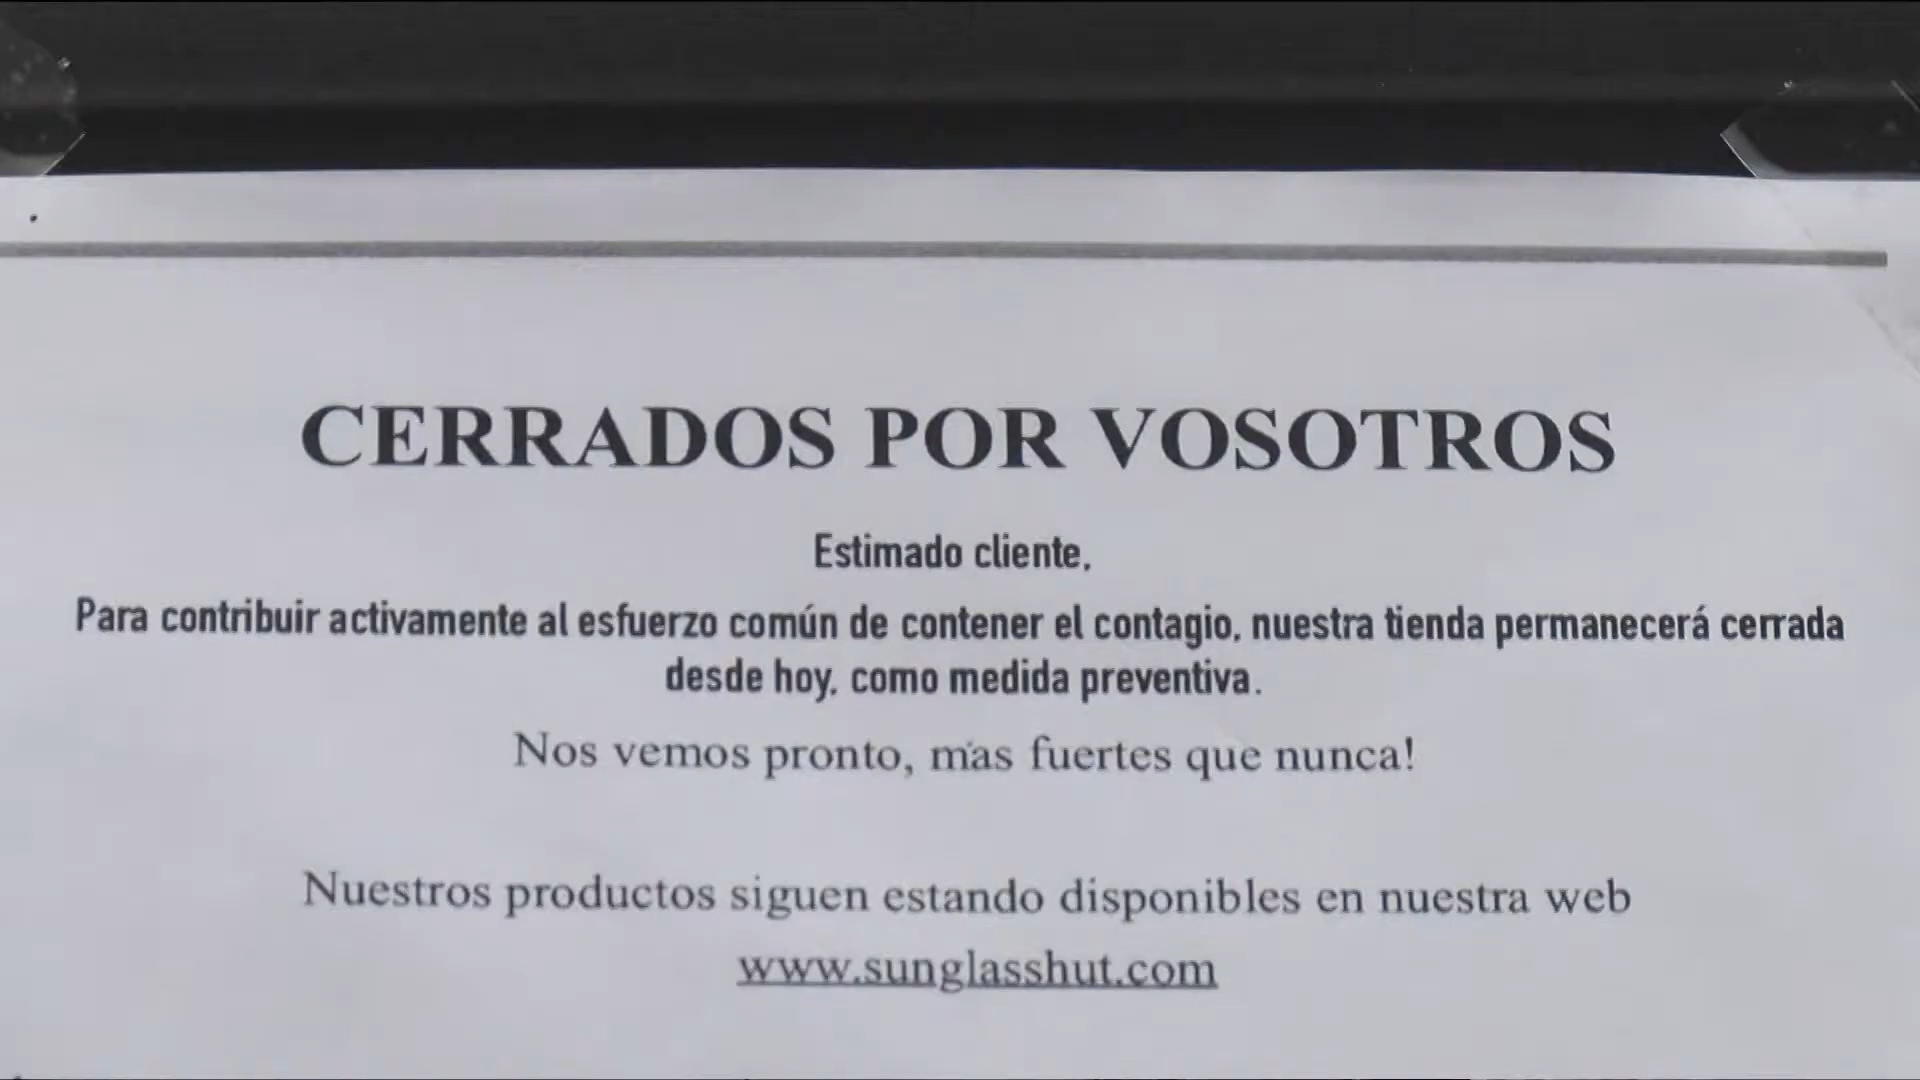 CERRADOS POR VOSOTROS
Estimado cliente,
Para contribuir activamente al esfuerzo común de contener el contagio, nuestra tienda permanecerá cerrada
desde hoy, como medida preventiva.
Nos vemos pronto, mas fuertes que nunca!
Nuestros productos siguen estando disponibles en nuestra web
www.sunglasshut.com